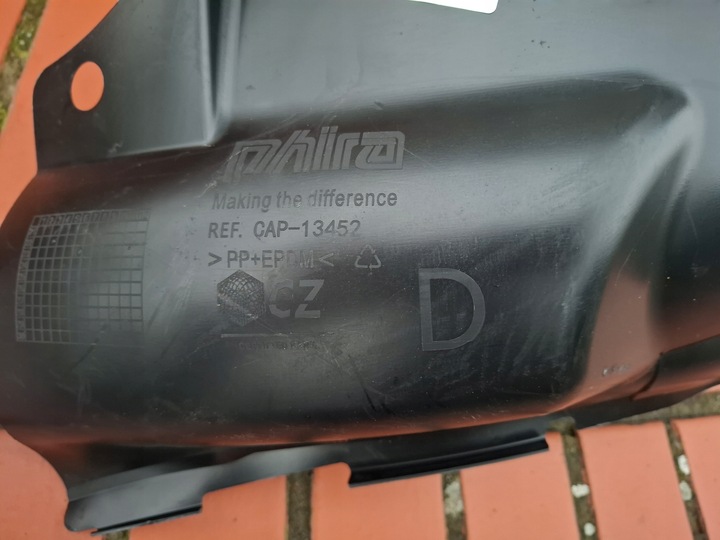 phira
Making the difference
REF. CAP-13452
>PP+EPDM<
CZ
D